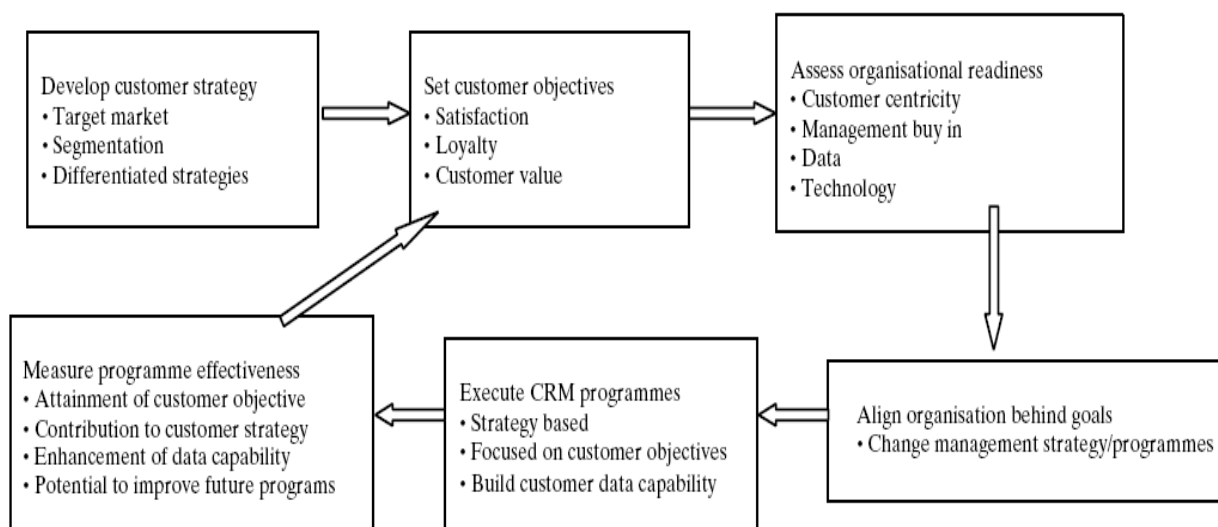 Develop customer strategy
• Target market
• Segmentation
• Differentiated strategies
Set customer objectives
• Satisfaction
• Loyalty
• Customer value
Assess organisational readiness
• Customer centricity
• Management buy in
• Data
• Technology
Align organisation behind goals
• Change management strategy/programmes
Execute CRM programmes
• Strategy based
• Focused on customer objectives
• Build customer data capability
Measure programme effectiveness
• Attainment of customer objective
• Contribution to customer strategy
• Enhancement of data capability
• Potential to improve future programs